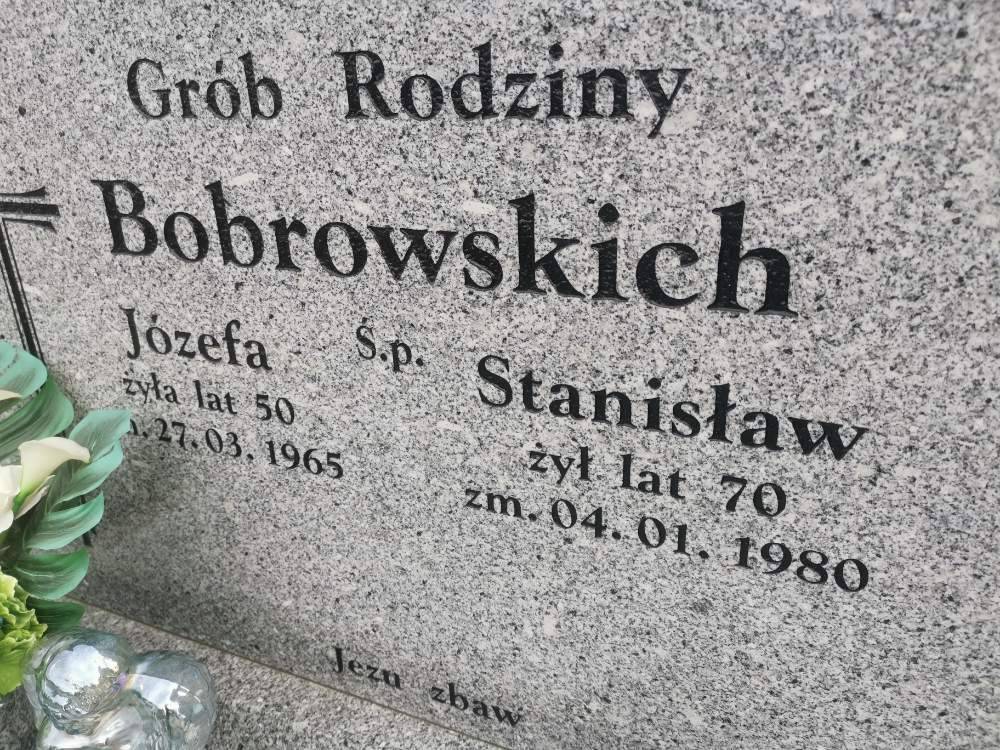 Grób Rodziny
Bobrowskich
Ś.p.
Józefa
żyła lat 50
27.03.1965
Stanisław
żył lat 70
zm. 04.01.1980
Jezu zbaw